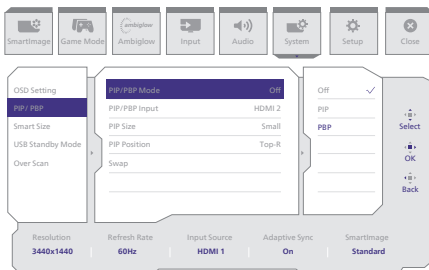 ambiglow
SmartImage
Game Mode
Ambiglow
Input
Audio
System
Setup
Close
OSD Setting
PIP/ PBP
Smart Size
USB Standby Mode
Over Scan
PIP/PBP Mode Off
PIP/PBP Input HDMI 2
PIP Size Small
PIP Position Top-R
Swap
Off
PIP
PBP
Select
OK
Back
Resolution
3440x1440
Refresh Rate
60Hz
Input Source
HDMI 1
Adaptive Sync
On
SmartImage
Standard